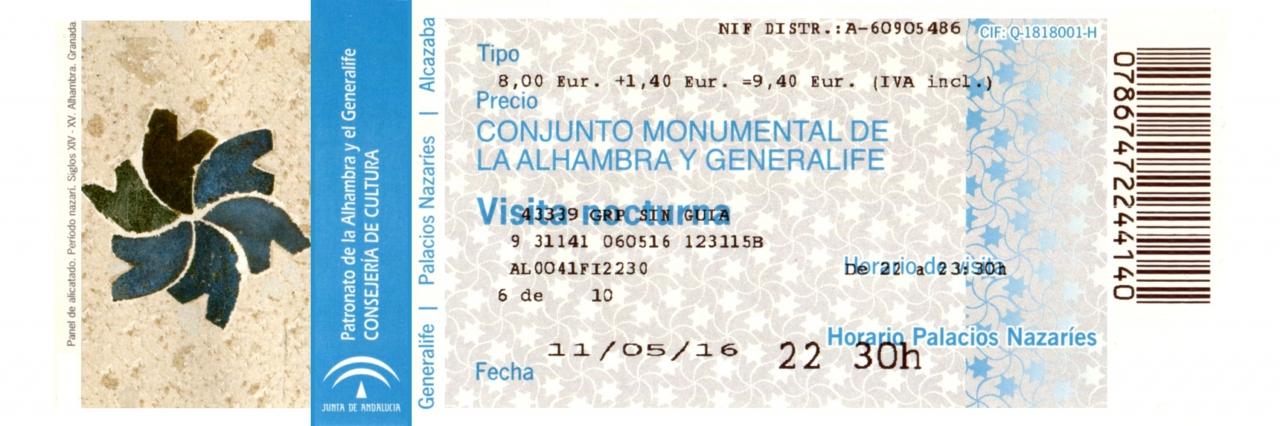 Panel de alicatado. Período nazarí. Siglos XIV - XV. Alhambra. Granada
Patronato de la Alhambra y el Generalife
CONSEJERÍA DE CULTURA
JUNTA DE ANDALUCIA
Generalife | Palacios Nazaríes | Alcazaba
NIF DISTR.:A-60905486
CIF: Q-1818001-H
Tipo
8,00 Eur. +1,40 Eur. =9,40 Eur. (IVA incl.)
Precio
CONJUNTO MONUMENTAL DE
LA ALHAMBRA Y GENERALIFE
Visita nocturna
43339 GRP SIN GUIA
9 31141 060516 123115B
AL0041FI2230
Horario de visita
De 22 a 23:30h
6 de 10
Horario Palacios Nazaríes
11/05/16
22 30h
Fecha
07867472244140